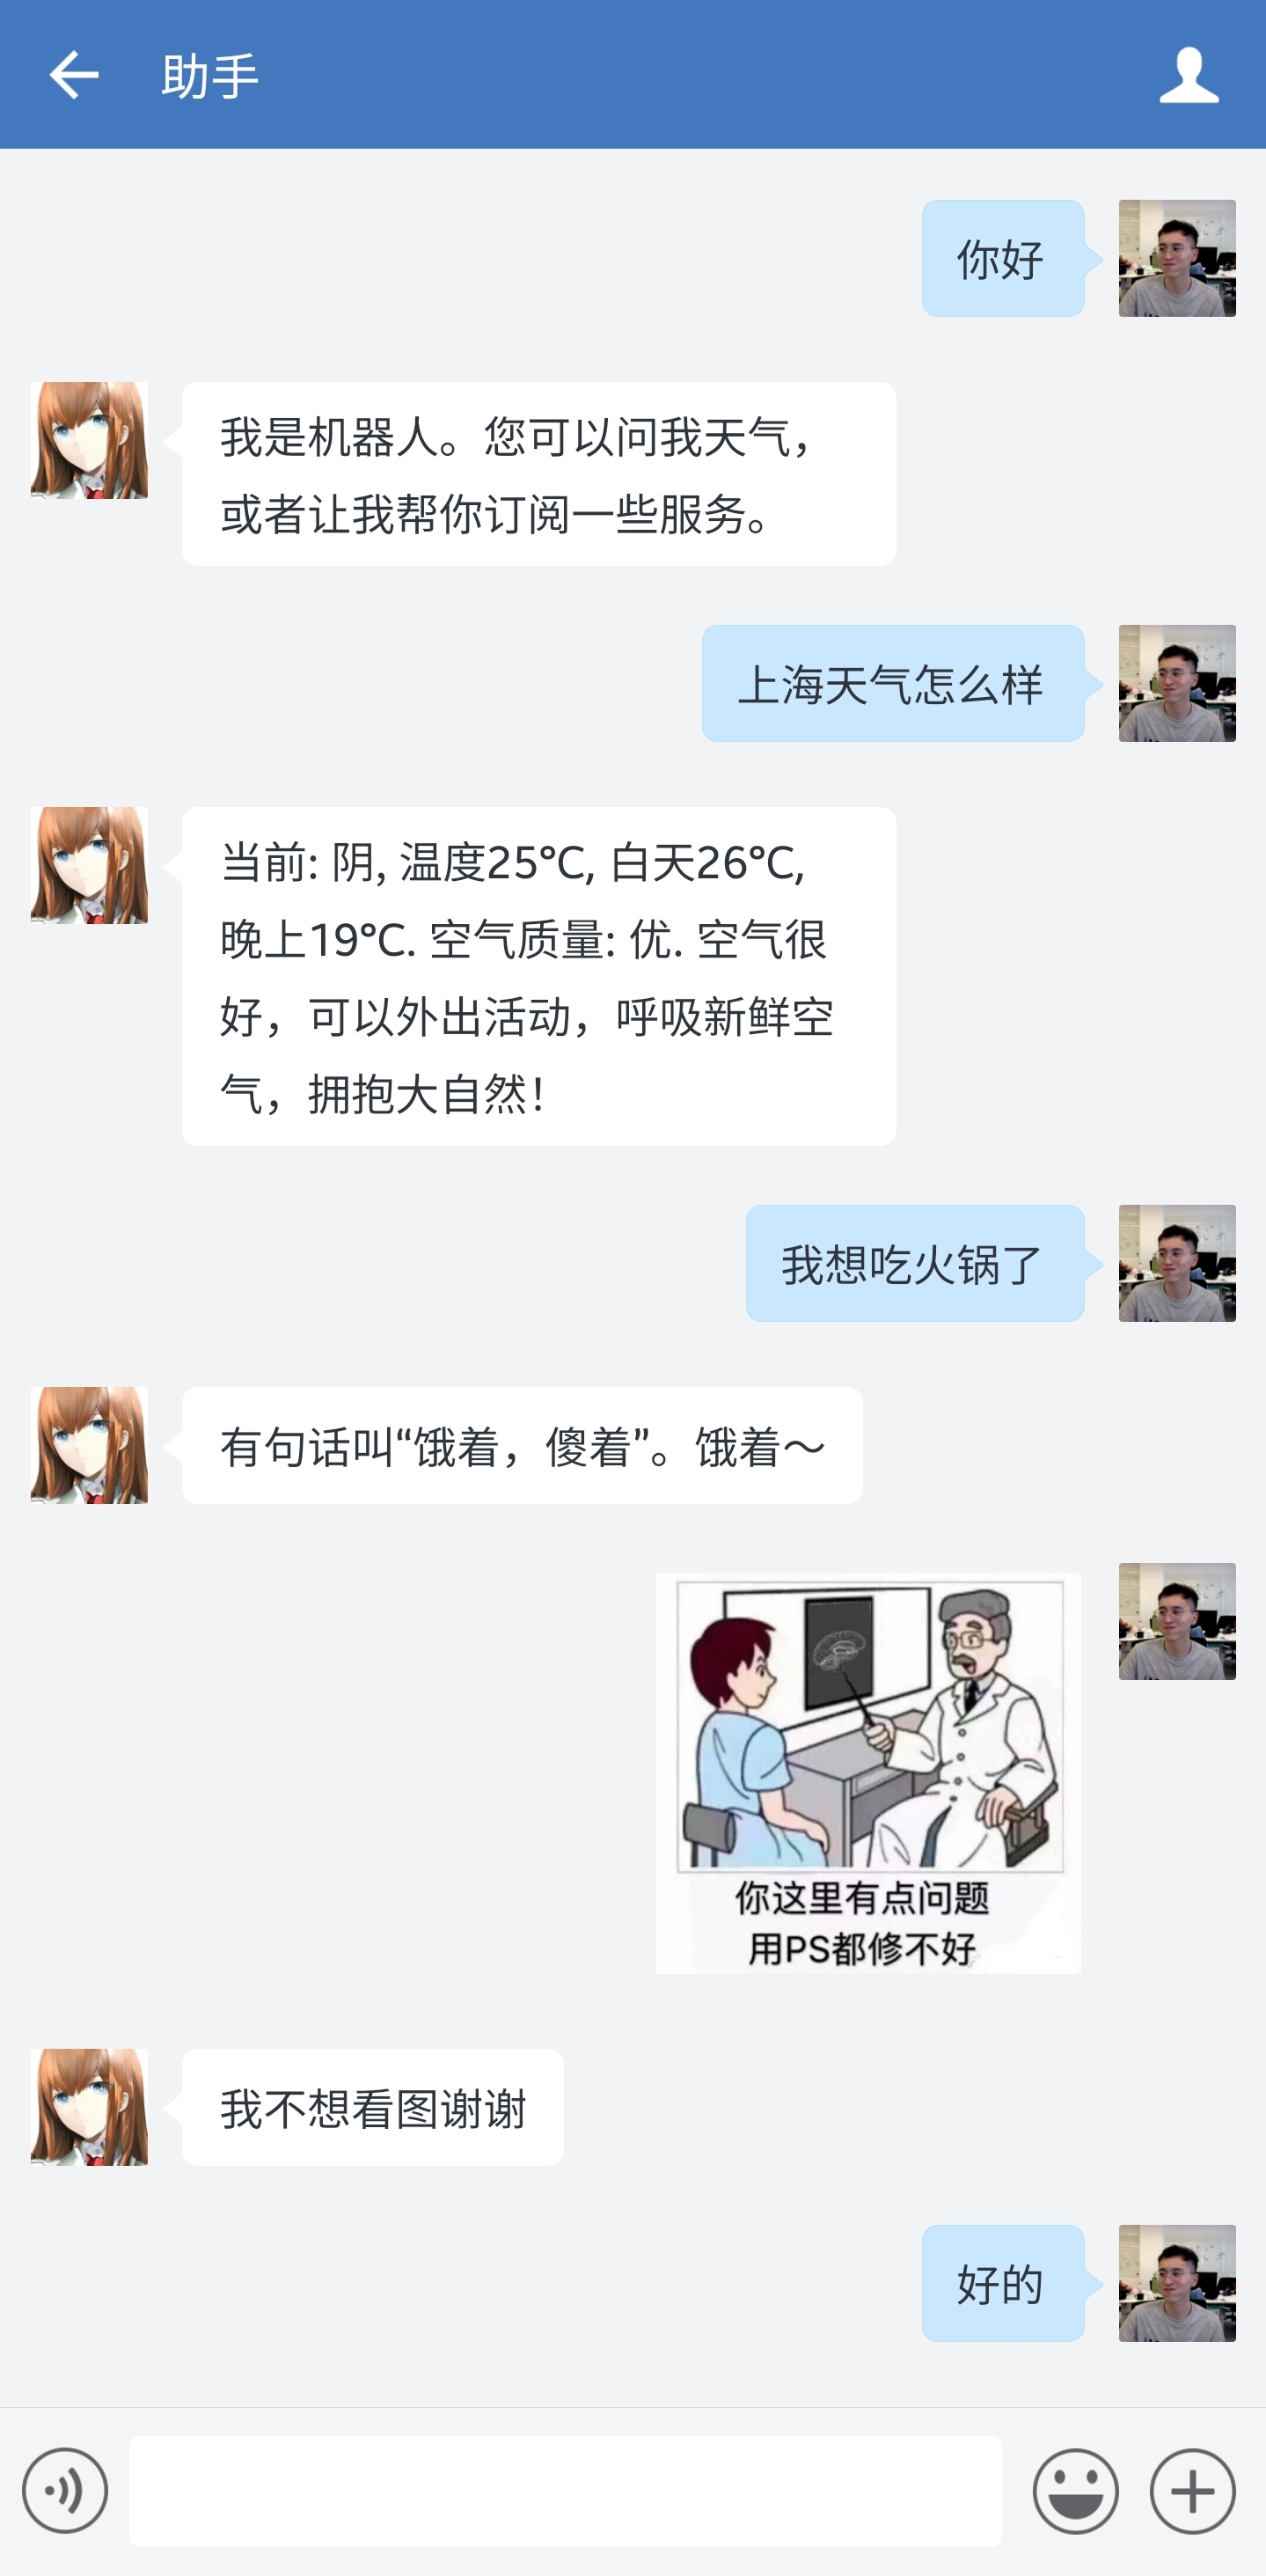 助手
你好
我是机器人。您可以问我天气，
或者让我帮你订阅一些服务。
上海天气怎么样
当前: 阴, 温度25℃, 白天26℃,
晚上19℃. 空气质量: 优. 空气很
好，可以外出活动，呼吸新鲜空
气，拥抱大自然！
我想吃火锅了
有句话叫“饿着，傻着”。饿着～
你这里有点问题
用PS都修不好
我不想看图谢谢
好的